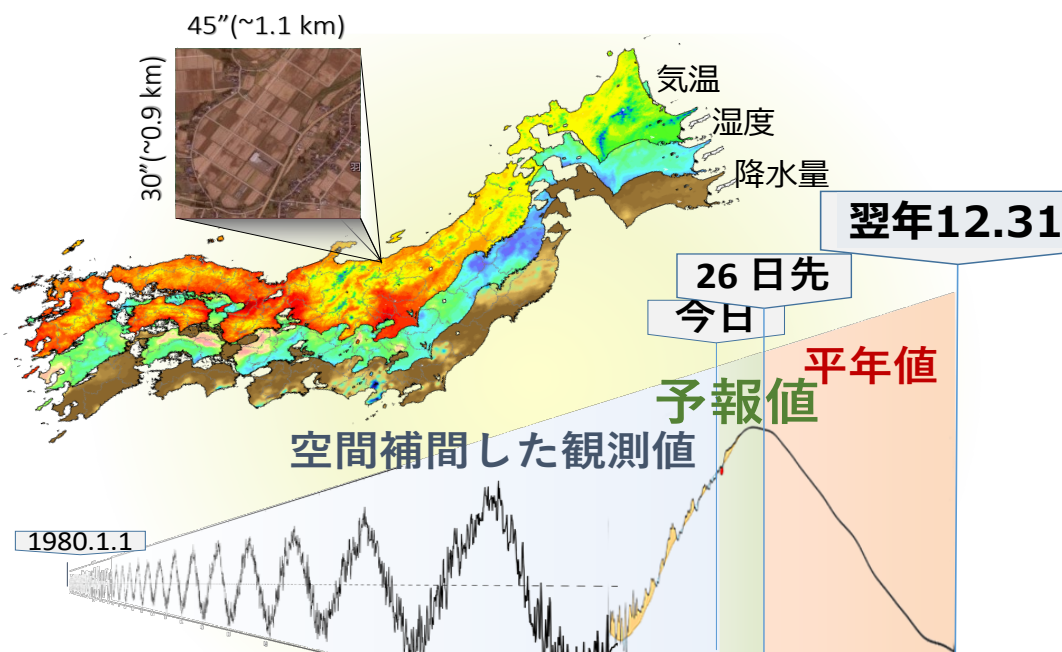 45”(~1.1 km)
30”(~0.9 km)
気温
湿度
降水量
翌年12.31
26 日先
今日
平年値
予報値
空間補間した観測値
1980.1.1